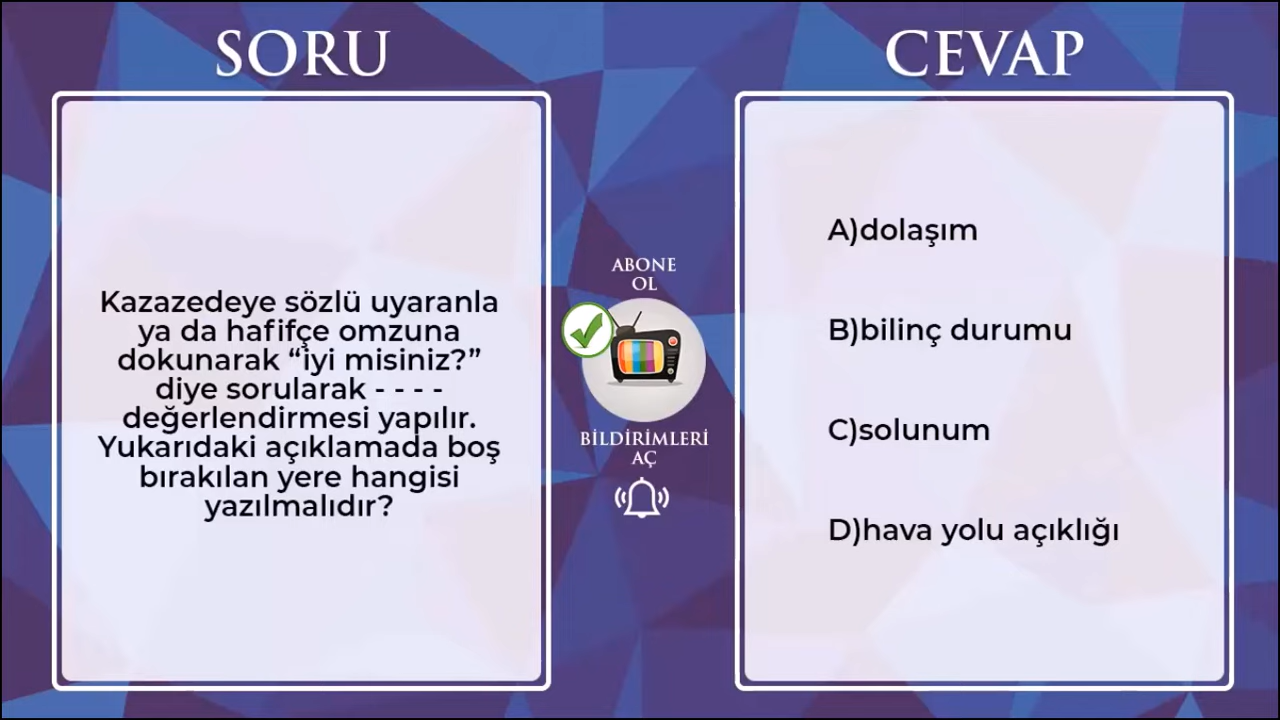 SORU
CEVAP
Kazazedeye sözlü uyaranla
ya da hafifçe omzuna
dokunarak “iyi misiniz?”
diye sorularak - - - -
değerlendirmesi yapılır.
Yukarıdaki açıklamada boş
bırakılan yere hangisi
yazılmalıdır?
ABONE
OL
BİLDİRİMLERİ
AÇ
A)dolaşım
B)bilinç durumu
C)solunum
D)hava yolu açıklığı